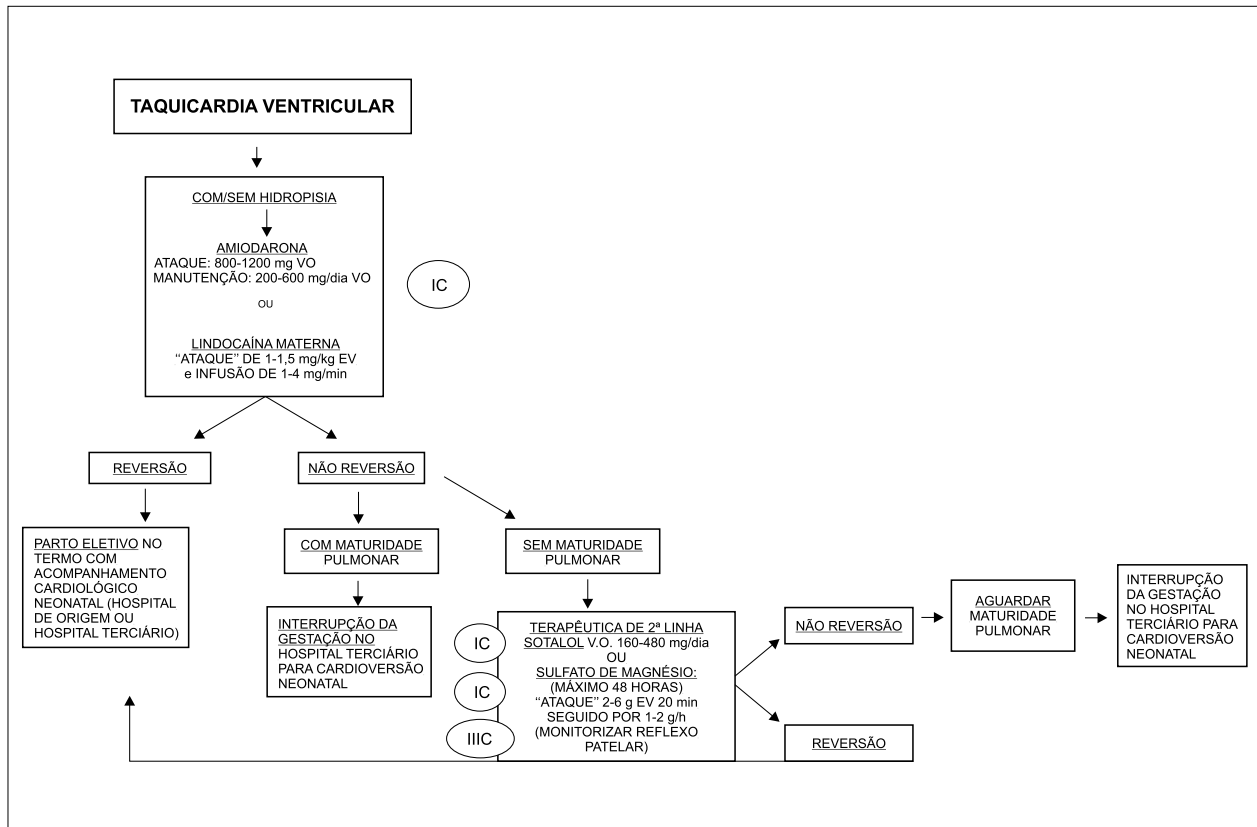 TAQUICARDIA VENTRICULAR
COM/SEM HIDROPISIA
AMIODARONA
ATAQUE: 800-1200 mg VO
MANUTENÇÃO: 200-600 mg/dia VO
OU
LINDOCAÍNA MATERNA
“ATAQUE” DE 1-1,5 mg/kg EV
e INFUSÃO DE 1-4 mg/min
IC
REVERSÃO
NÃO REVERSÃO
PARTO ELETIVO NO
TERMO COM
ACOMPANHAMENTO
CARDIOLÓGICO
NEONATAL (HOSPITAL
DE ORIGEM OU
HOSPITAL TERCIÁRIO)
COM MATURIDADE
PULMONAR
SEM MATURIDADE
PULMONAR
INTERRUPÇÃO DA
GESTAÇÃO NO
HOSPITAL TERCIÁRIO
PARA CARDIOVERSÃO
NEONATAL
IC
IC
IIIC
TERAPÊUTICA DE 2ª LINHA
SOTALOL V.O. 160-480 mg/dia
OU
SULFATO DE MAGNÉSIO:
(MÁXIMO 48 HORAS)
“ATAQUE” 2-6 g EV 20 min
SEGUIDO POR 1-2 g/h
(MONITORIZAR REFLEXO
PATELAR)
NÃO REVERSÃO
AGUARDAR
MATURIDADE
PULMONAR
INTERRUPÇÃO
DA GESTAÇÃO
NO HOSPITAL
TERCIÁRIO PARA
CARDIOVERSÃO
NEONATAL
REVERSÃO